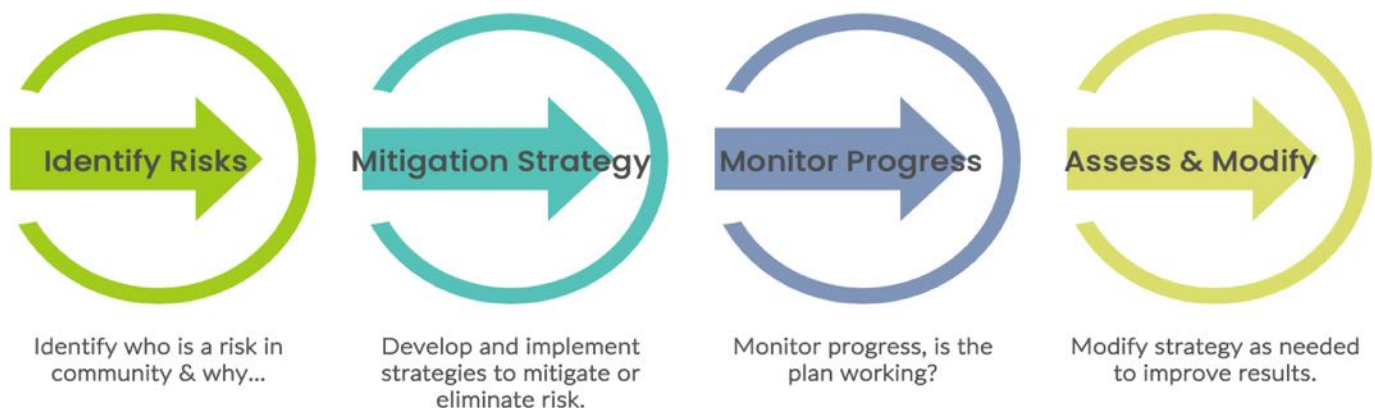 Identify Risks
Identify who is a risk in
community & why...
Mitigation Strategy
Develop and implement
strategies to mitigate or
eliminate risk.
Monitor Progress
Monitor progress, is the
plan working?
Assess & Modify
Modify strategy as needed
to improve results.